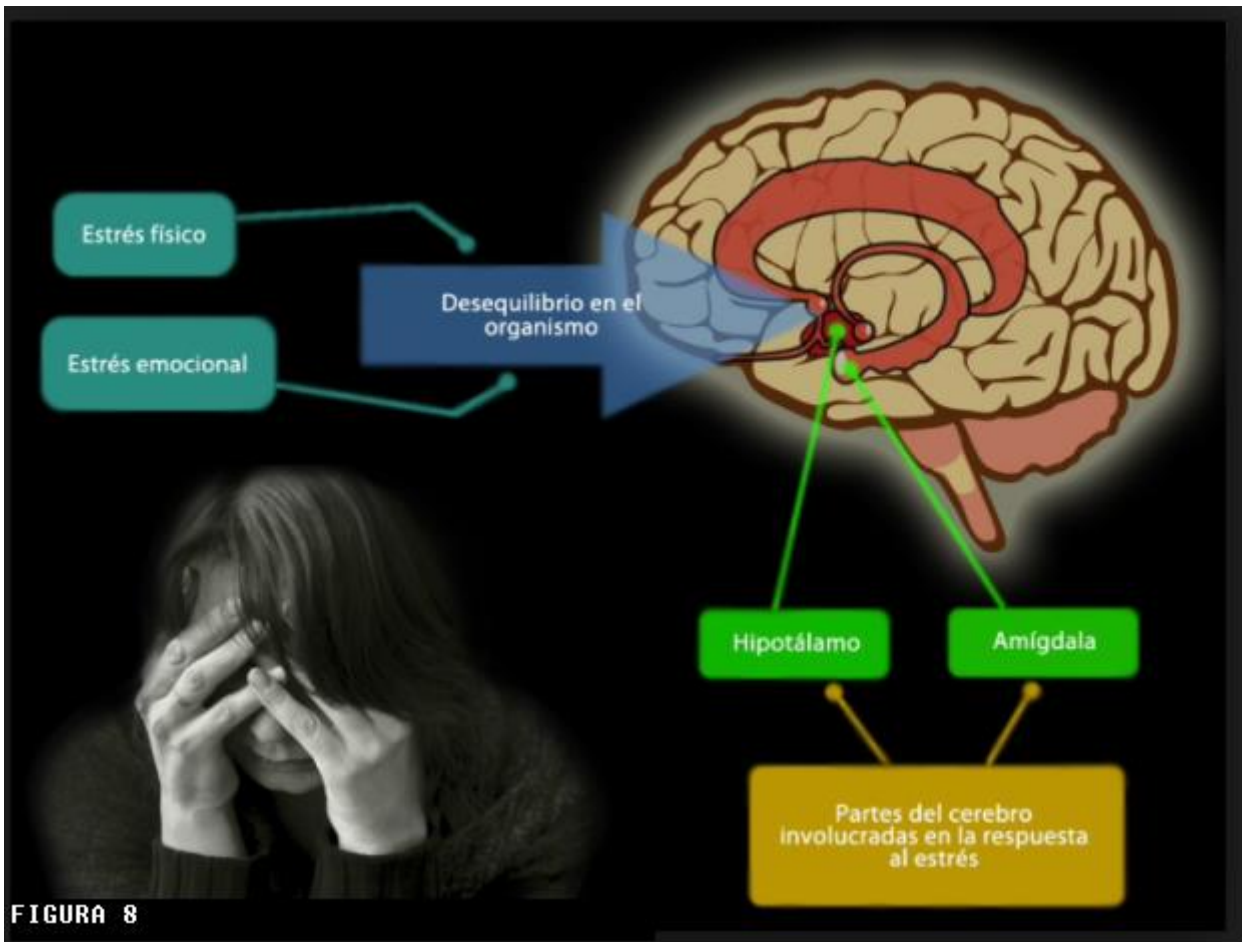 Estrés físico
Desequilibrio en el
organismo
Estrés emocional
Hipotálamo
Amígdala
Partes del cerebro
involucradas en la respuesta
al estrés
FIGURA 8